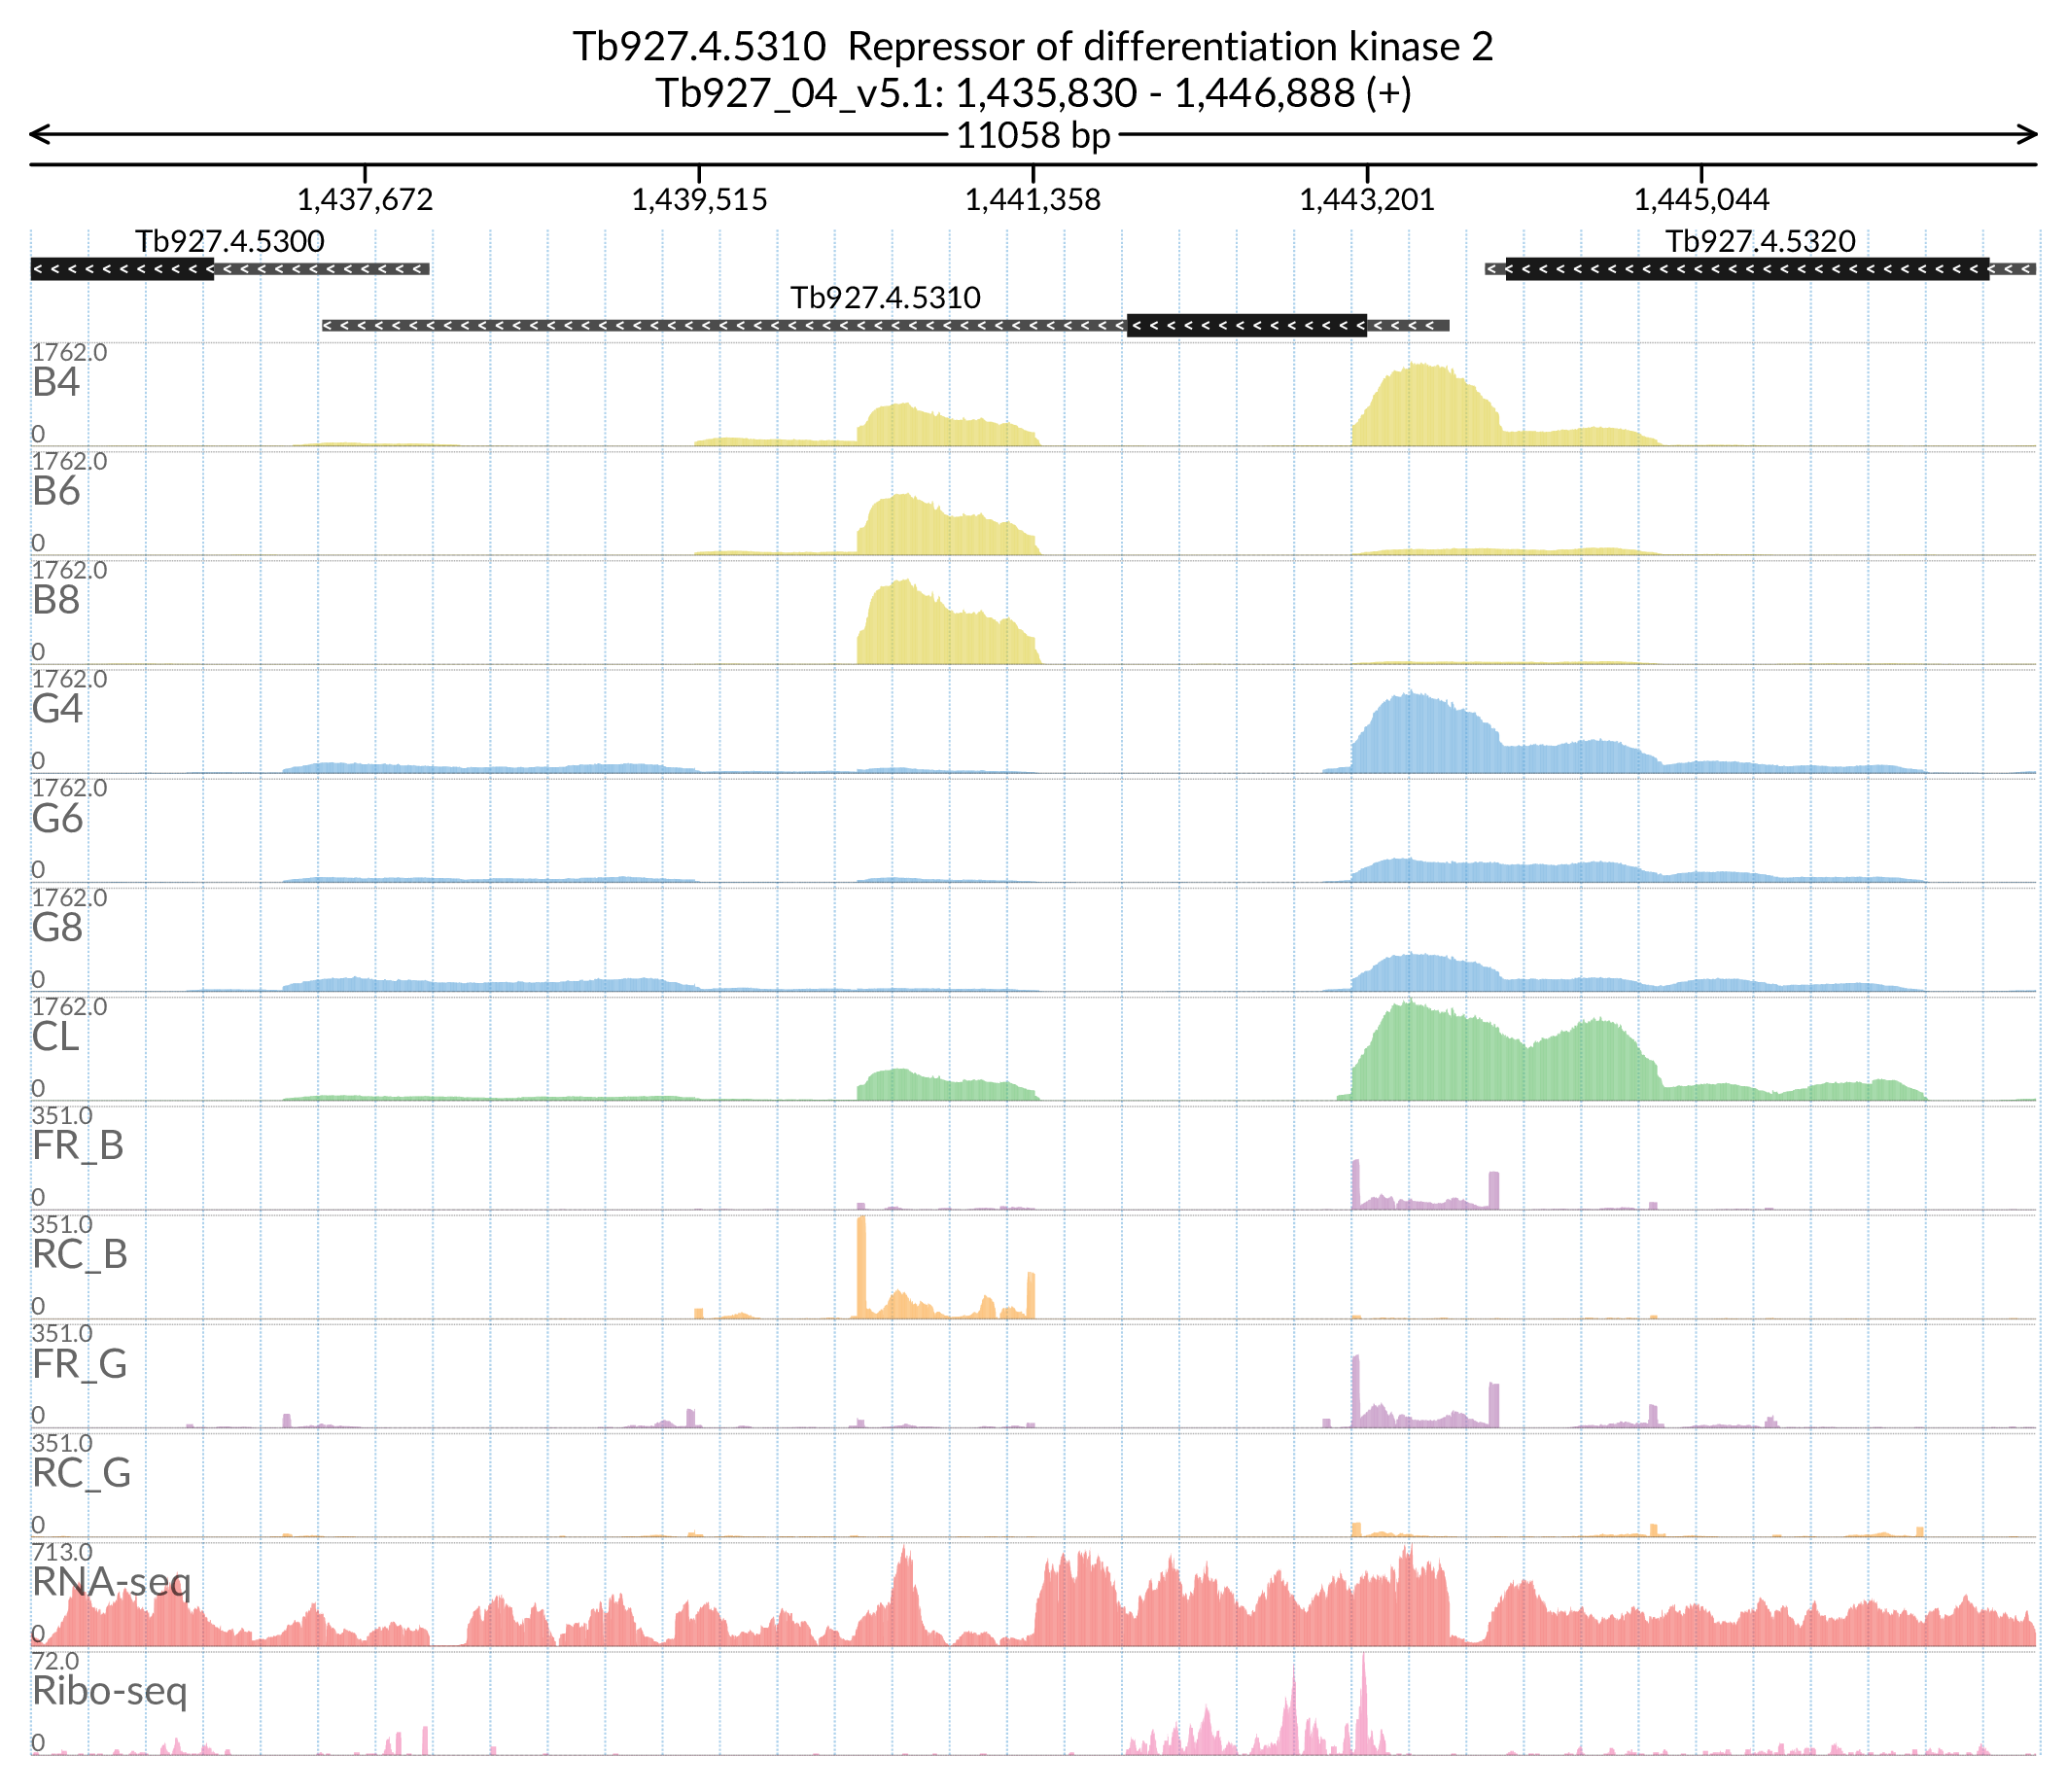 Tb927.4.5310  Repressor of differentiation kinase 2
Tb927_04_v5.1: 1,435,830 - 1,446,888 (+)
11058 bp
1,437,672 1,439,515 1,441,358 1,443,201 1,445,044
Tb927.4.5300 Tb927.4.5320
Tb927.4.5310
1762.0
B4
0
1762.0
B6
0
1762.0
B8
0
1762.0
G4
0
1762.0
G6
0
1762.0
G8
0
1762.0
CL
0
351.0
FR_B
0
351.0
RC_B
0
351.0
FR_G
0
351.0
RC_G
0
713.0
RNA-seq
0
72.0
Ribo-seq
0